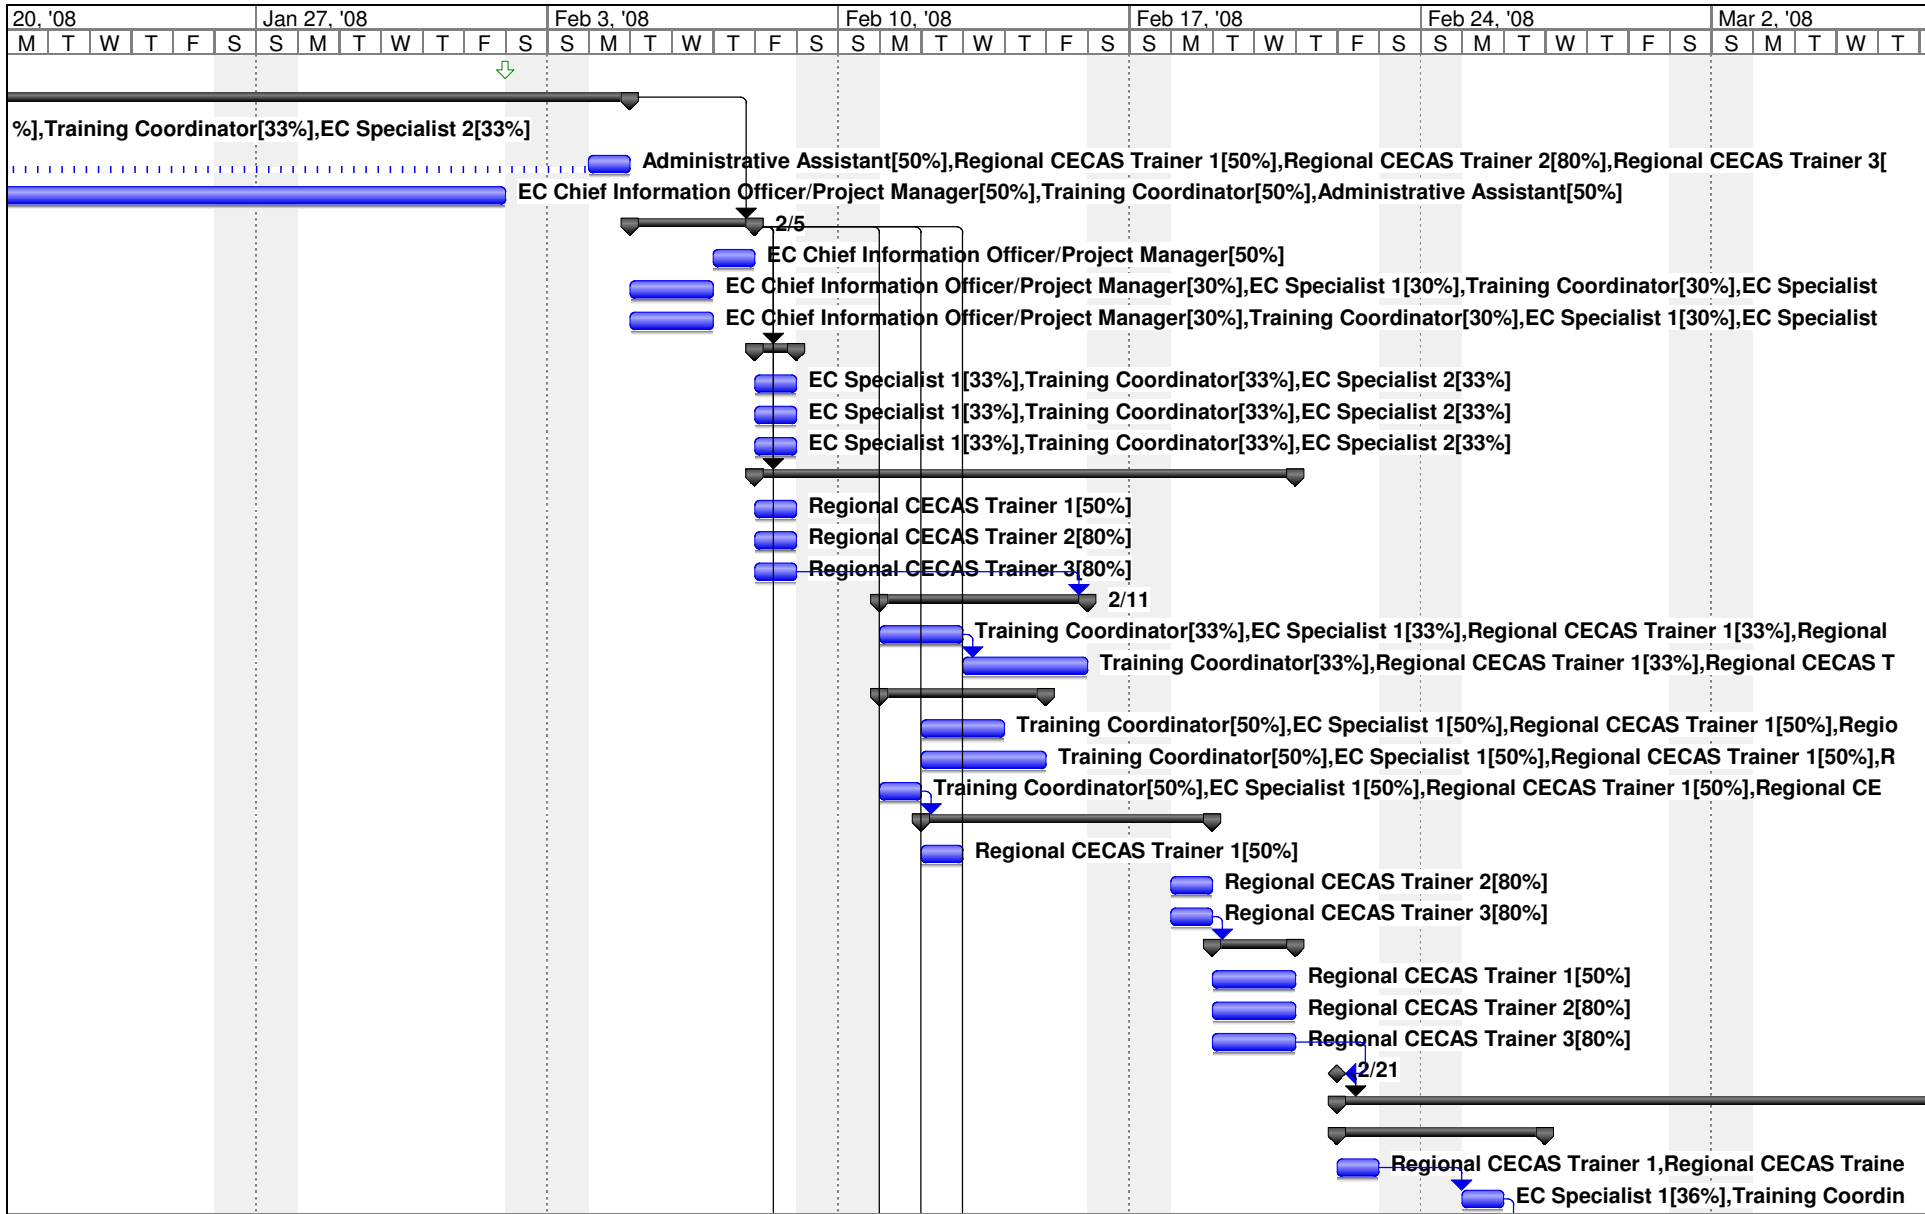 20, '08 Jan 27, '08 Feb 3, '08 Feb 10, '08 Feb 17, '08 Feb 24, '08 Mar 2, '08
M T W T F S S M T W T F S S M T W T F S S M T W T F S S M T W T F S S M T W T F S S M T W T
%],Training Coordinator[33%],EC Specialist 2[33%]
Administrative Assistant[50%],Regional CECAS Trainer 1[50%],Regional CECAS Trainer 2[80%],Regional CECAS Trainer 3[
EC Chief Information Officer/Project Manager[50%],Training Coordinator[50%],Administrative Assistant[50%]
2/5
EC Chief Information Officer/Project Manager[50%]
EC Chief Information Officer/Project Manager[30%],EC Specialist 1[30%],Training Coordinator[30%],EC Specialist
EC Chief Information Officer/Project Manager[30%],Training Coordinator[30%],EC Specialist 1[30%],EC Specialist
EC Specialist 1[33%],Training Coordinator[33%],EC Specialist 2[33%]
EC Specialist 1[33%],Training Coordinator[33%],EC Specialist 2[33%]
EC Specialist 1[33%],Training Coordinator[33%],EC Specialist 2[33%]
Regional CECAS Trainer 1[50%]
Regional CECAS Trainer 2[80%]
Regional CECAS Trainer 3[80%]
2/11
Training Coordinator[33%],EC Specialist 1[33%],Regional CECAS Trainer 1[33%],Regional
Training Coordinator[33%],Regional CECAS Trainer 1[33%],Regional CECAS T
Training Coordinator[50%],EC Specialist 1[50%],Regional CECAS Trainer 1[50%],Regio
Training Coordinator[50%],EC Specialist 1[50%],Regional CECAS Trainer 1[50%],R
Training Coordinator[50%],EC Specialist 1[50%],Regional CECAS Trainer 1[50%],Regional CE
Regional CECAS Trainer 1[50%]
Regional CECAS Trainer 2[80%]
Regional CECAS Trainer 3[80%]
Regional CECAS Trainer 1[50%]
Regional CECAS Trainer 2[80%]
Regional CECAS Trainer 3[80%]
2/21
Regional CECAS Trainer 1,Regional CECAS Traine
EC Specialist 1[36%],Training Coordin